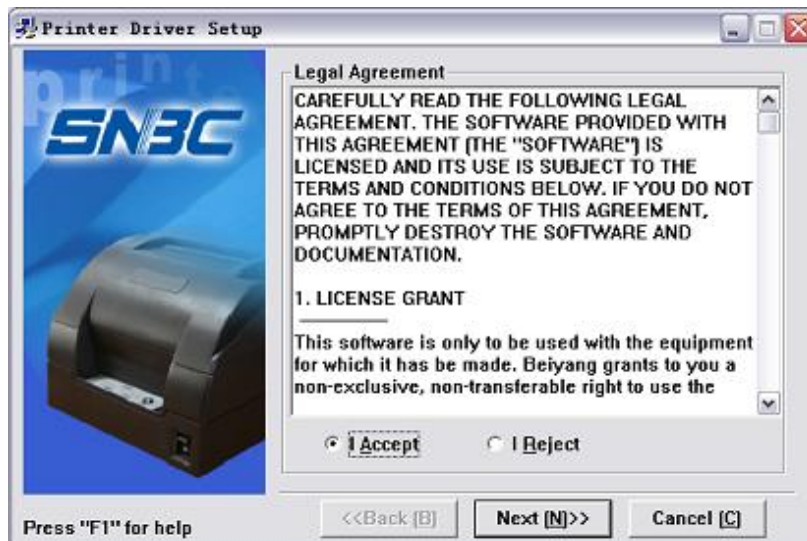 Printer Driver Setup
printe
SNBC
Legal Agreement
CAREFULLY READ THE FOLLOWING LEGAL
AGREEMENT. THE SOFTWARE PROVIDED WITH
THIS AGREEMENT (THE "SOFTWARE") IS
LICENSED AND ITS USE IS SUBJECT TO THE
TERMS AND CONDITIONS BELOW. IF YOU DO NOT
AGREE TO THE TERMS OF THIS AGREEMENT,
PROMPTLY DESTROY THE SOFTWARE AND
DOCUMENTATION.
1. LICENSE GRANT
This software is only to be used with the equipment
for which it has be made. Beiyang grants to you a
non-exclusive, non-transferable right to use the
I Accept I Reject
Press "F1" for help
<<Back (B) Next (N)>> Cancel (C)